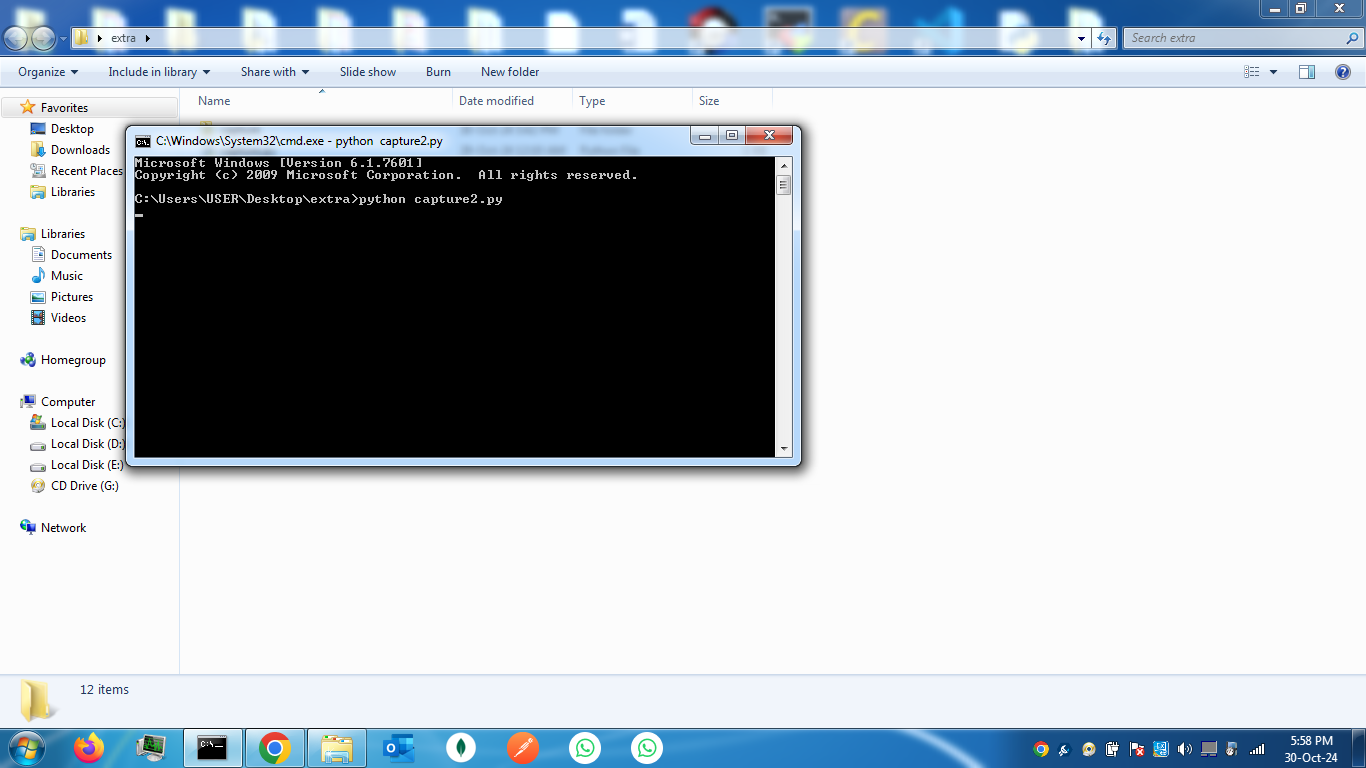 extra
Search extra
Organize Include in library Share with Slide show Burn New folder
Name Date modified Type Size
Favorites
Desktop
Downloads
Recent Places
Libraries
Libraries
Documents
Music
Pictures
Videos
Homegroup
Computer
Local Disk (C:)
Local Disk (D:)
Local Disk (E:)
CD Drive (G:)
Network
C:\Windows\System32\cmd.exe - python  capture2.py
Microsoft Windows [Version 6.1.7601]
Copyright (c) 2009 Microsoft Corporation.  All rights reserved.
C:\Users\USER\Desktop\extra>python capture2.py
12 items
5:58 PM
30-Oct-24